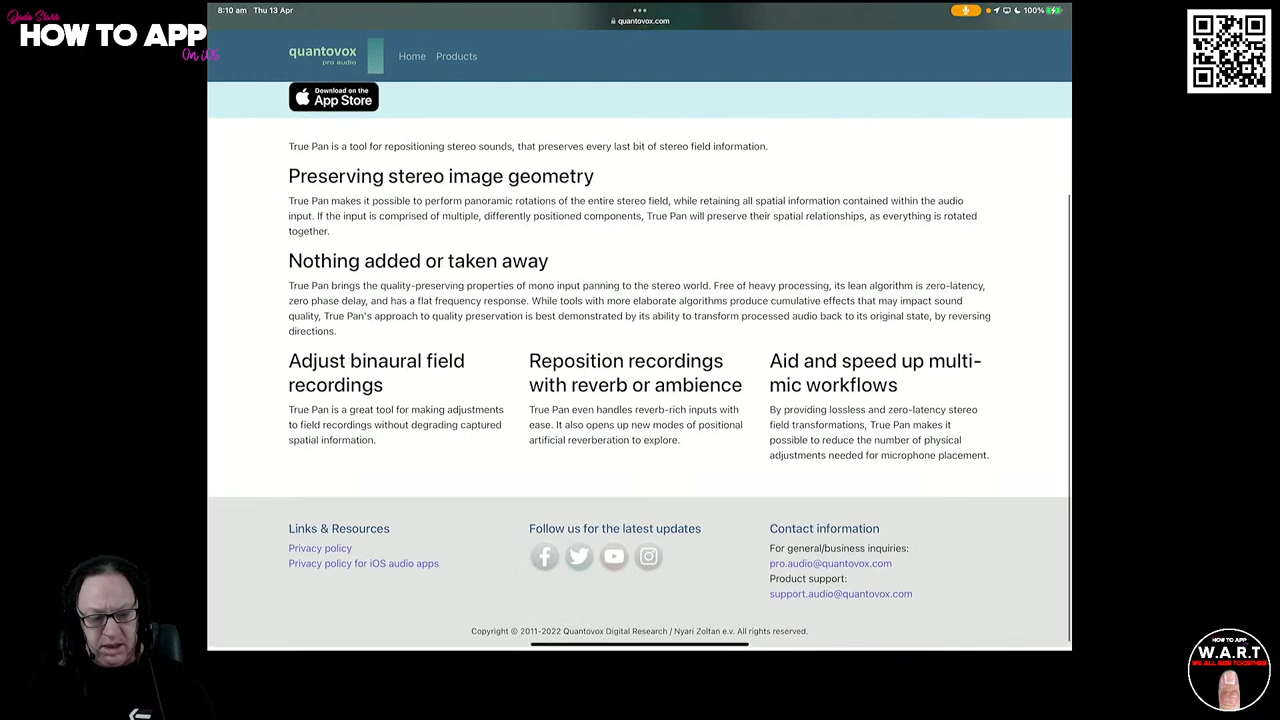 Jade Starr
HOW TO APP
On iOS
8:10 am Thu 13 Apr
quantovox.com
100%
quantovox
pro audio
Home
Products
Download on the
App Store
True Pan is a tool for repositioning stereo sounds, that preserves every last bit of stereo field information.
Preserving stereo image geometry
True Pan makes it possible to perform panoramic rotations of the entire stereo field, while retaining all spatial information contained within the audio
input. If the input is comprised of multiple, differently positioned components, True Pan will preserve their spatial relationships, as everything is rotated
together.
Nothing added or taken away
True Pan brings the quality-preserving properties of mono input panning to the stereo world. Free of heavy processing, its lean algorithm is zero-latency,
zero phase delay, and has a flat frequency response. While tools with more elaborate algorithms produce cumulative effects that may impact sound
quality, True Pan's approach to quality preservation is best demonstrated by its ability to transform processed audio back to its original state, by reversing
directions.
Adjust binaural field
recordings
True Pan is a great tool for making adjustments
to field recordings without degrading captured
spatial information.
Reposition recordings
with reverb or ambience
True Pan even handles reverb-rich inputs with
ease. It also opens up new modes of positional
artificial reverberation to explore.
Aid and speed up multi-
mic workflows
By providing lossless and zero-latency stereo
field transformations, True Pan makes it
possible to reduce the number of physical
adjustments needed for microphone placement.
Links & Resources
Privacy policy
Privacy policy for iOS audio apps
Follow us for the latest updates
Contact information
For general/business inquiries:
pro.audio@quantovox.com
Product support:
support.audio@quantovox.com
Copyright © 2011-2022 Quantovox Digital Research / Nyari Zoltan e.v. All rights reserved.
HOW TO APP
W.A.R.T
WE ALL RISE TOGETHER